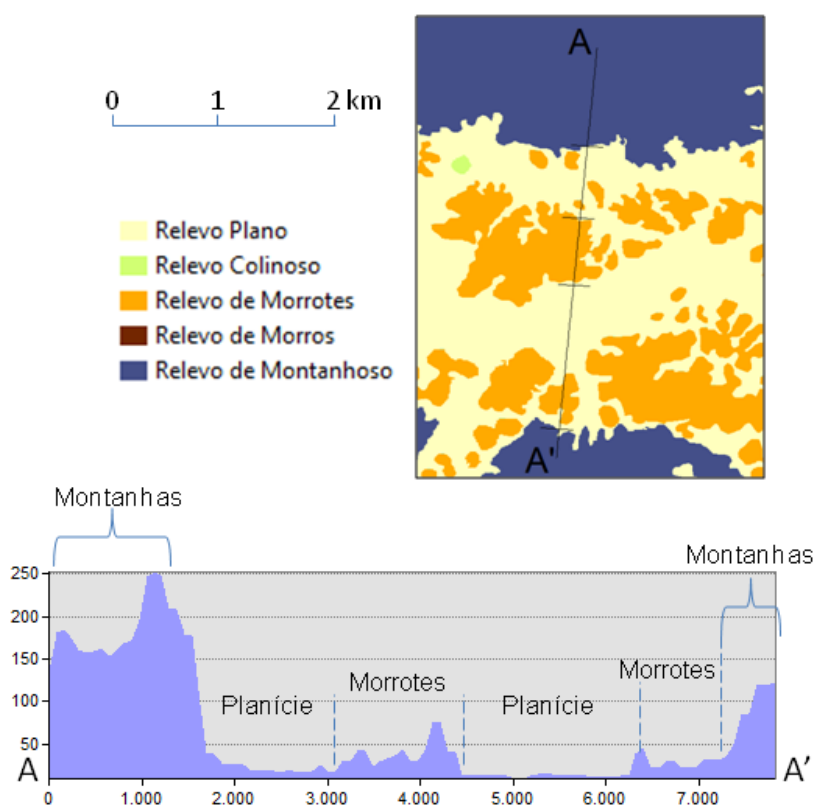 A
0 1 2 km
Relevo Plano
Relevo Colinoso
Relevo de Morrotes
Relevo de Morros
Relevo de Montanhoso
A'
Montanhas
Montanhas
250
200
150
100
50
Planície
Morrotes
Planície
Morrotes
A
A'
0 1.000 2.000 3.000 4.000 5.000 6.000 7.000